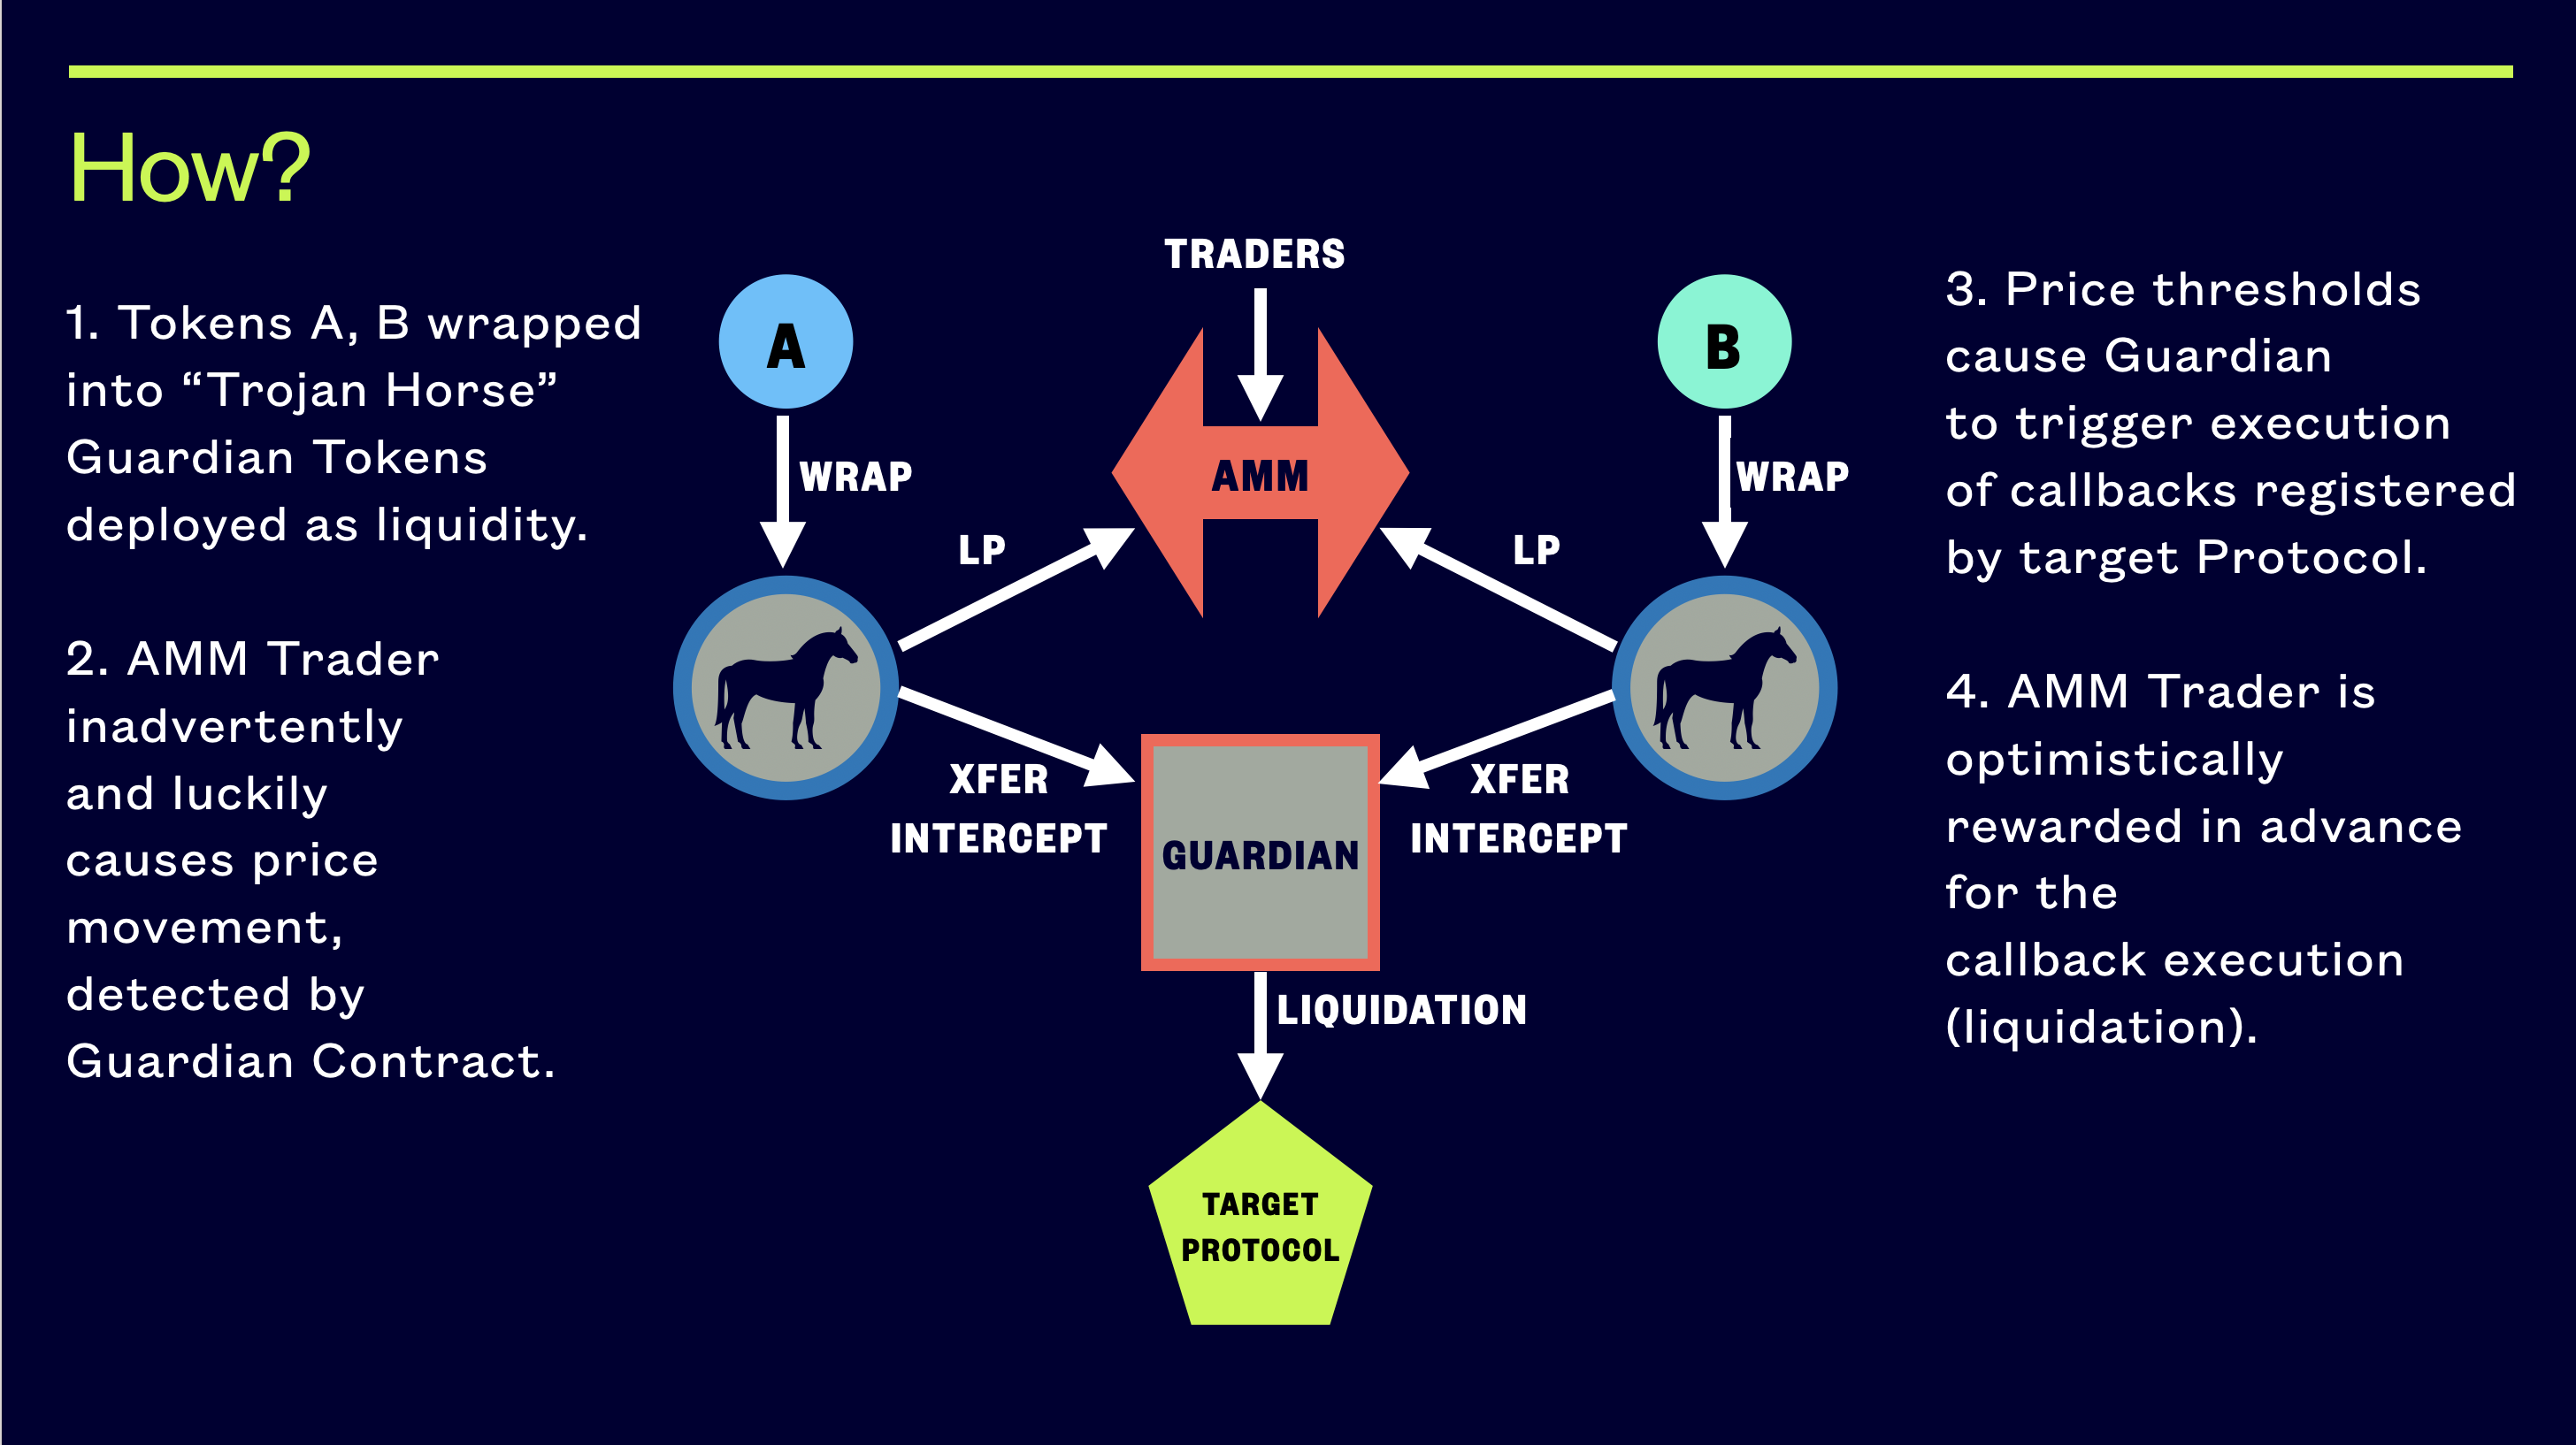 How?
1. Tokens A, B wrapped
into “Trojan Horse”
Guardian Tokens
deployed as liquidity.
2. AMM Trader
inadvertently
and luckily
causes price
movement,
detected by
Guardian Contract.
TRADERS
A
B
AMM
WRAP
WRAP
LP
LP
XFER
INTERCEPT
XFER
INTERCEPT
GUARDIAN
LIQUIDATION
TARGET
PROTOCOL
3. Price thresholds
cause Guardian
to trigger execution
of callbacks registered
by target Protocol.
4. AMM Trader is
optimistically
rewarded in advance
for the
callback execution
(liquidation).